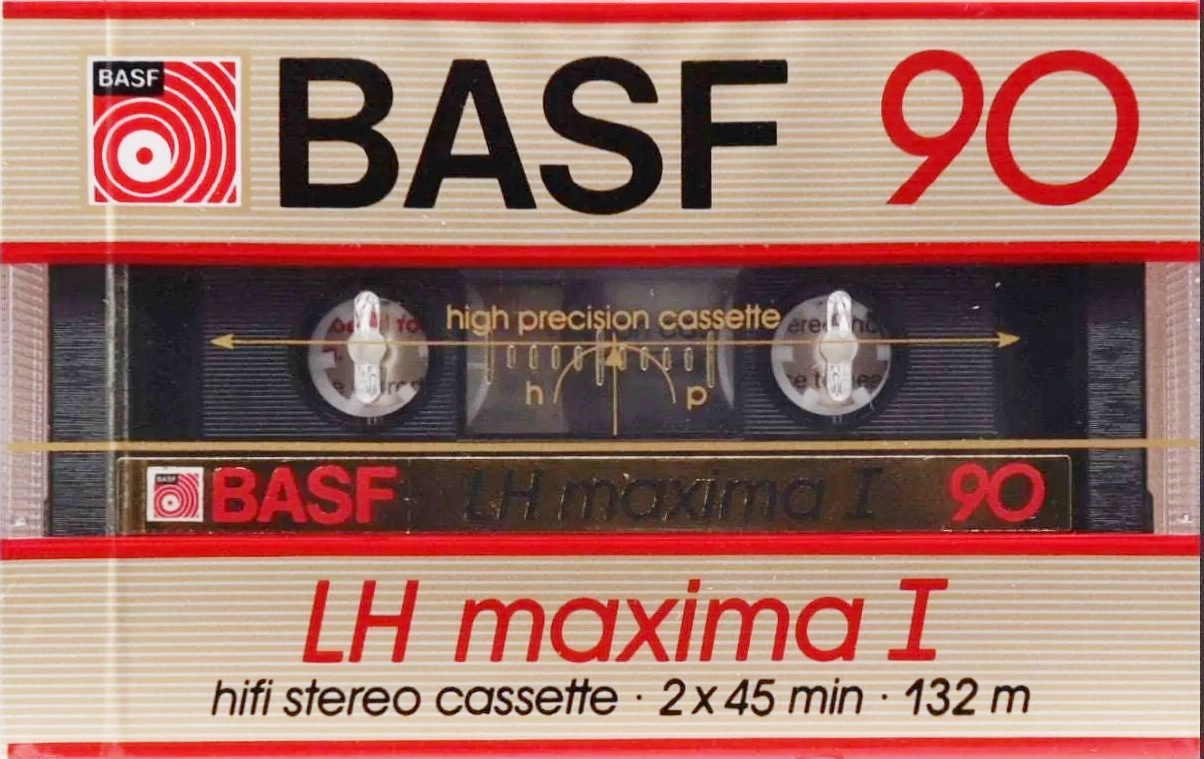 BASF
BASF 90
high precision cassette
h p
BASF
BASF LH maxima I 90
LH maxima I
hifi stereo cassette · 2 x 45 min · 132 m